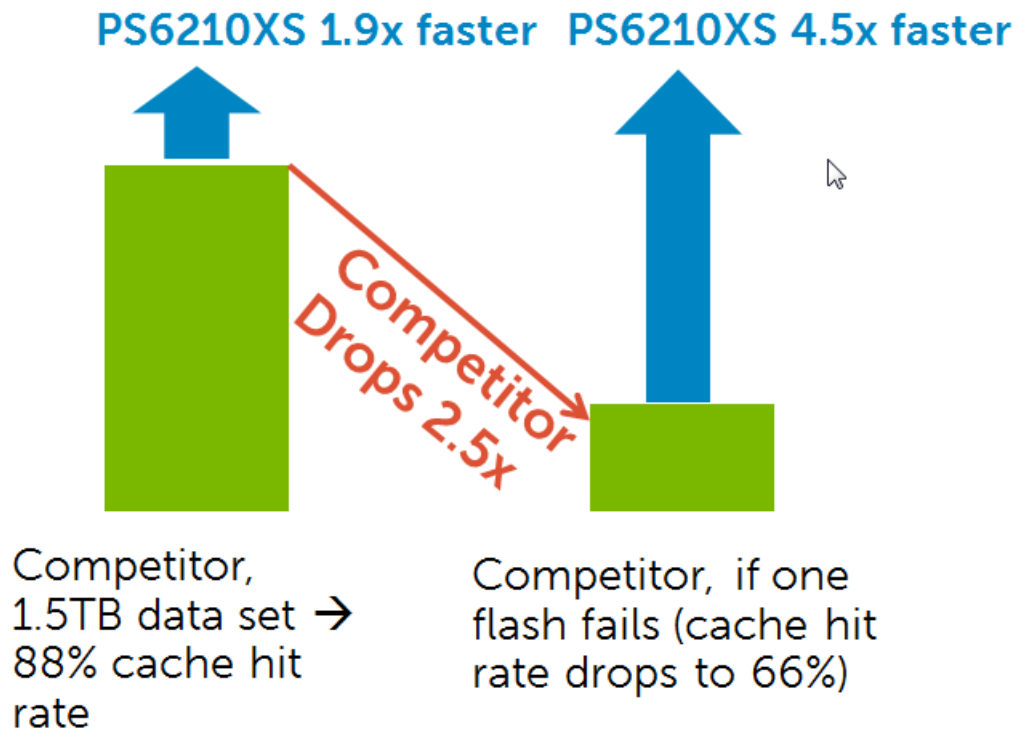 PS6210XS 1.9x faster PS6210XS 4.5x faster
Competitor
Drops 2.5x
Competitor,
1.5TB data set →
88% cache hit
rate
Competitor, if one
flash fails (cache hit
rate drops to 66%)